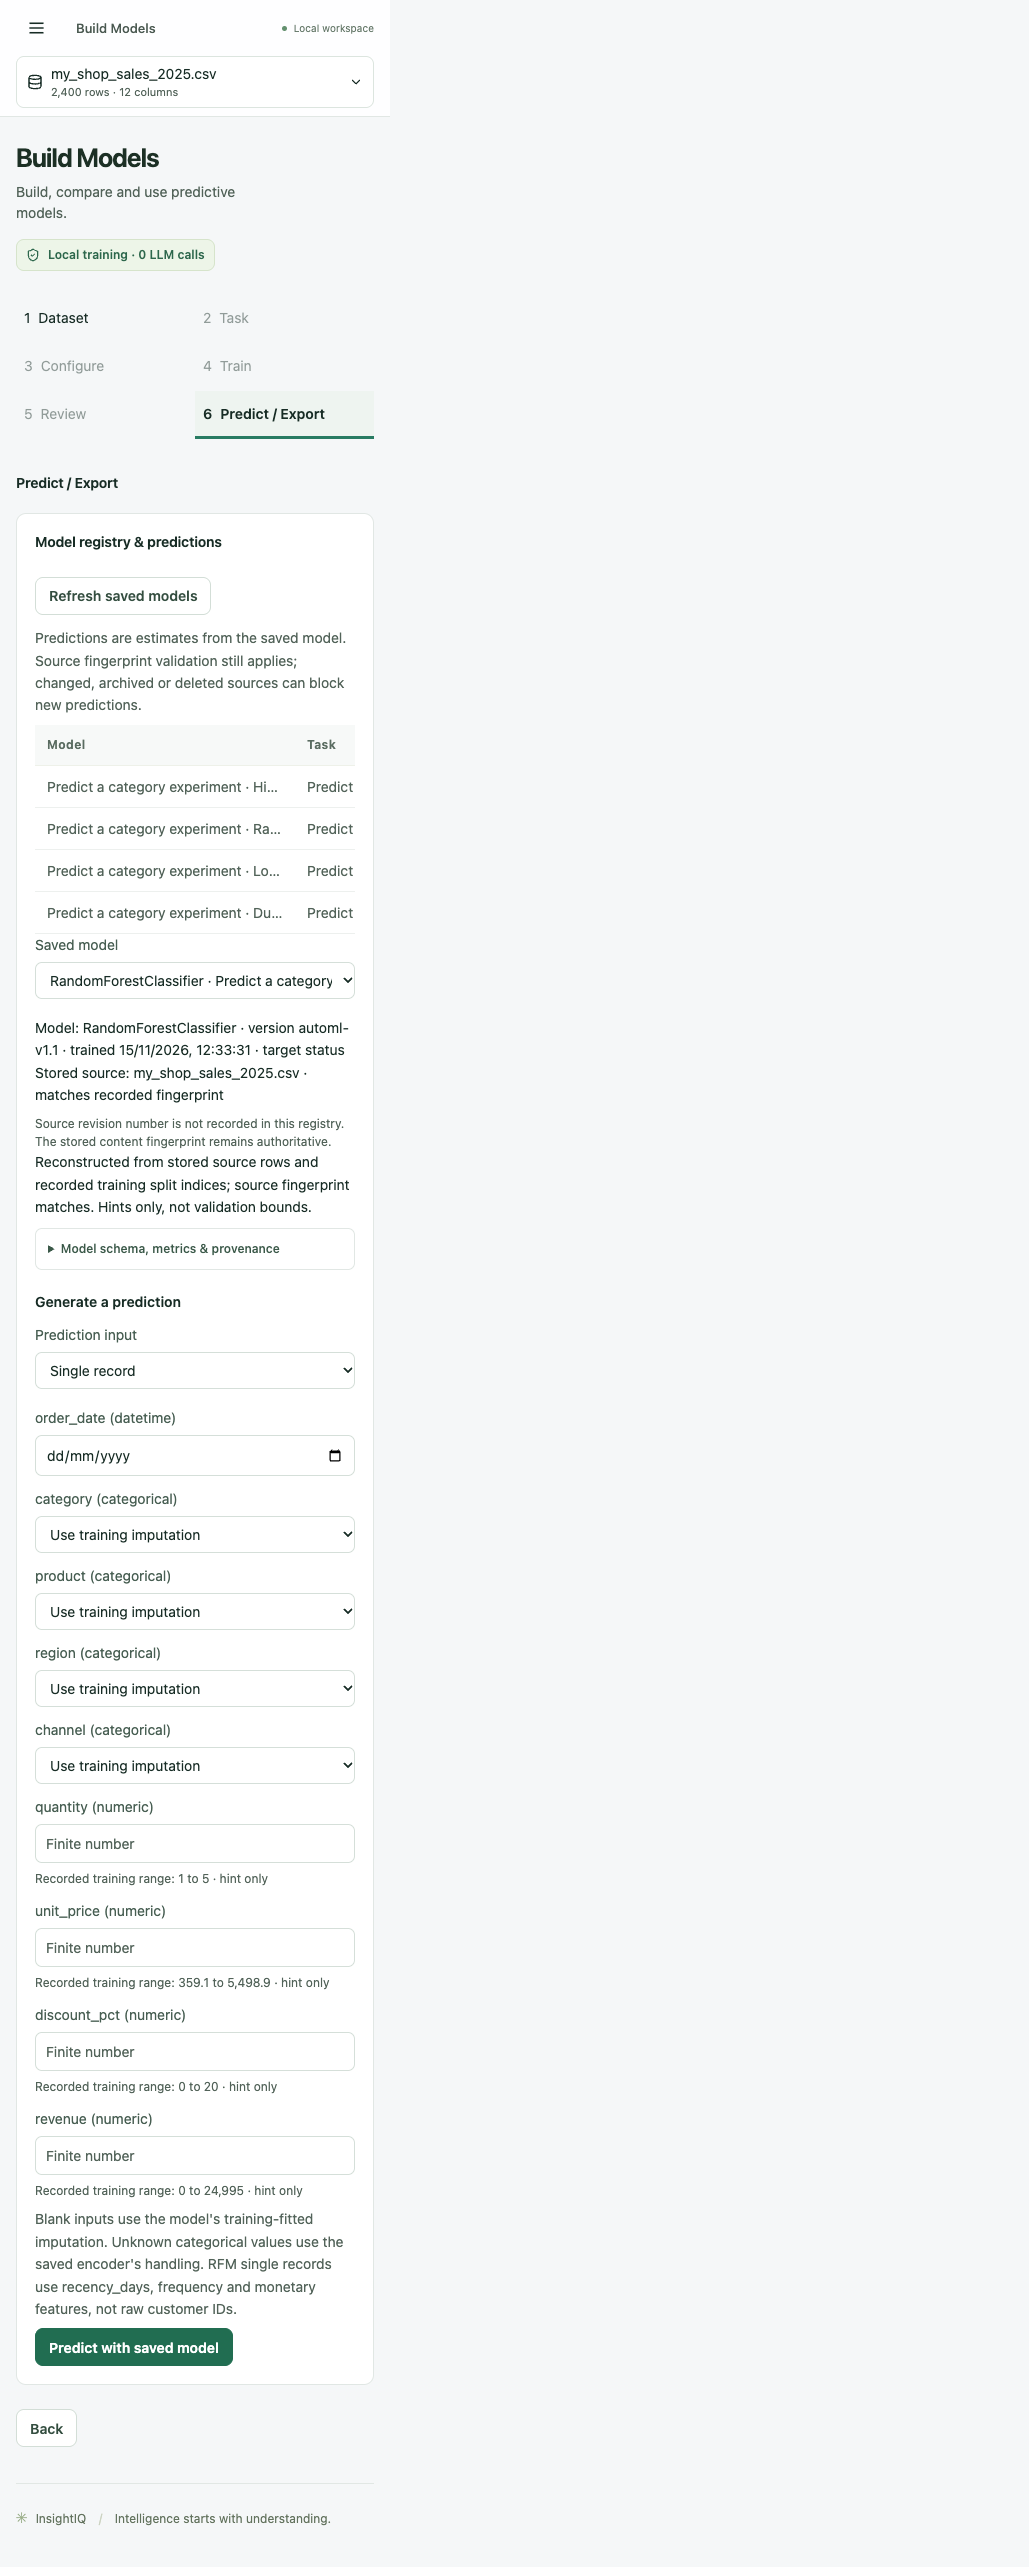 Build Models
Local workspace
my_shop_sales_2025.csv
2,400 rows · 12 columns
Build Models
Build, compare and use predictive
models.
Local training · 0 LLM calls
1 Dataset
2 Task
3 Configure
4 Train
5 Review
6 Predict / Export
Predict / Export
Model registry & predictions
Refresh saved models
Predictions are estimates from the saved model.
Source fingerprint validation still applies;
changed, archived or deleted sources can block
new predictions.
Model Task
Predict a category experiment · Hi... Predict
Predict a category experiment · Ra... Predict
Predict a category experiment · Lo... Predict
Predict a category experiment · Du... Predict
Saved model
RandomForestClassifier · Predict a category
Model: RandomForestClassifier · version automl-
v1.1 · trained 15/11/2026, 12:33:31 · target status
Stored source: my_shop_sales_2025.csv ·
matches recorded fingerprint
Source revision number is not recorded in this registry.
The stored content fingerprint remains authoritative.
Reconstructed from stored source rows and
recorded training split indices; source fingerprint
matches. Hints only, not validation bounds.
Model schema, metrics & provenance
Generate a prediction
Prediction input
Single record
order_date (datetime)
dd/mm/yyyy
category (categorical)
Use training imputation
product (categorical)
Use training imputation
region (categorical)
Use training imputation
channel (categorical)
Use training imputation
quantity (numeric)
Finite number
Recorded training range: 1 to 5 · hint only
unit_price (numeric)
Finite number
Recorded training range: 359.1 to 5,498.9 · hint only
discount_pct (numeric)
Finite number
Recorded training range: 0 to 20 · hint only
revenue (numeric)
Finite number
Recorded training range: 0 to 24,995 · hint only
Blank inputs use the model's training-fitted
imputation. Unknown categorical values use the
saved encoder's handling. RFM single records
use recency_days, frequency and monetary
features, not raw customer IDs.
Predict with saved model
Back
InsightIQ / Intelligence starts with understanding.